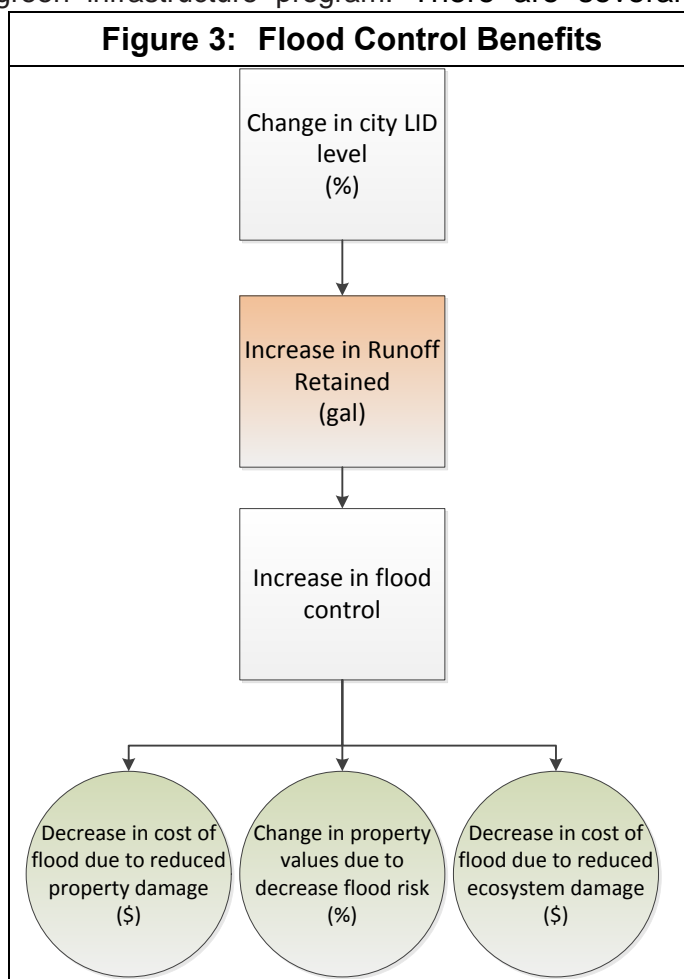 green infrastructure program. There are several
Figure 3: Flood Control Benefits
Change in city LID
level
(%)
Increase in Runoff
Retained
(gal)
Increase in flood
control
Decrease in cost of
flood due to reduced
property damage
($)
Change in property
values due to
decrease flood risk
(%)
Decrease in cost of
flood due to reduced
ecosystem damage
($)